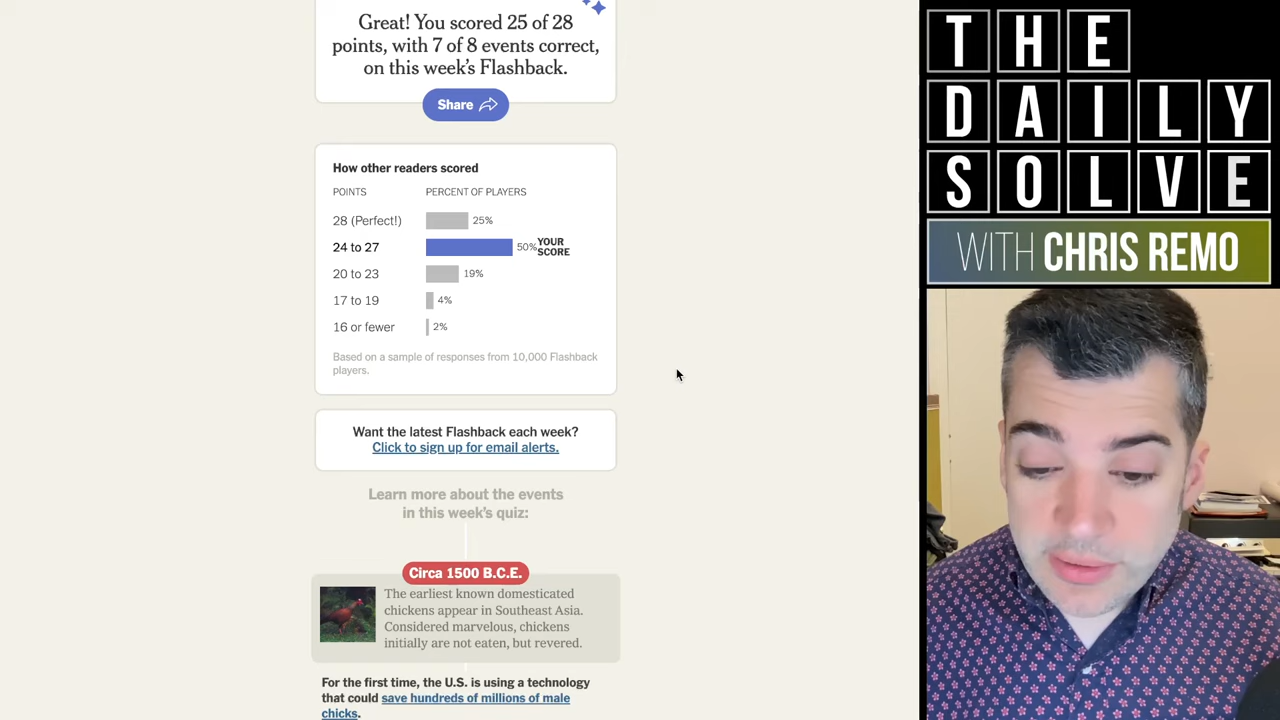 Great! You scored 25 of 28
points, with 7 of 8 events correct,
on this week's Flashback.
Share
How other readers scored
POINTS PERCENT OF PLAYERS
28 (Perfect!) 25%
24 to 27 50% YOUR SCORE
20 to 23 19%
17 to 19 4%
16 or fewer 2%
Based on a sample of responses from 10,000 Flashback
players.
Want the latest Flashback each week?
Click to sign up for email alerts.
Learn more about the events
in this week's quiz:
Circa 1500 B.C.E.
The earliest known domesticated
chickens appear in Southeast Asia.
Considered marvelous, chickens
initially are not eaten, but revered.
For the first time, the U.S. is using a technology
that could save hundreds of millions of male
chicks.
THE
DAILY
SOLVE
WITH CHRIS REMO